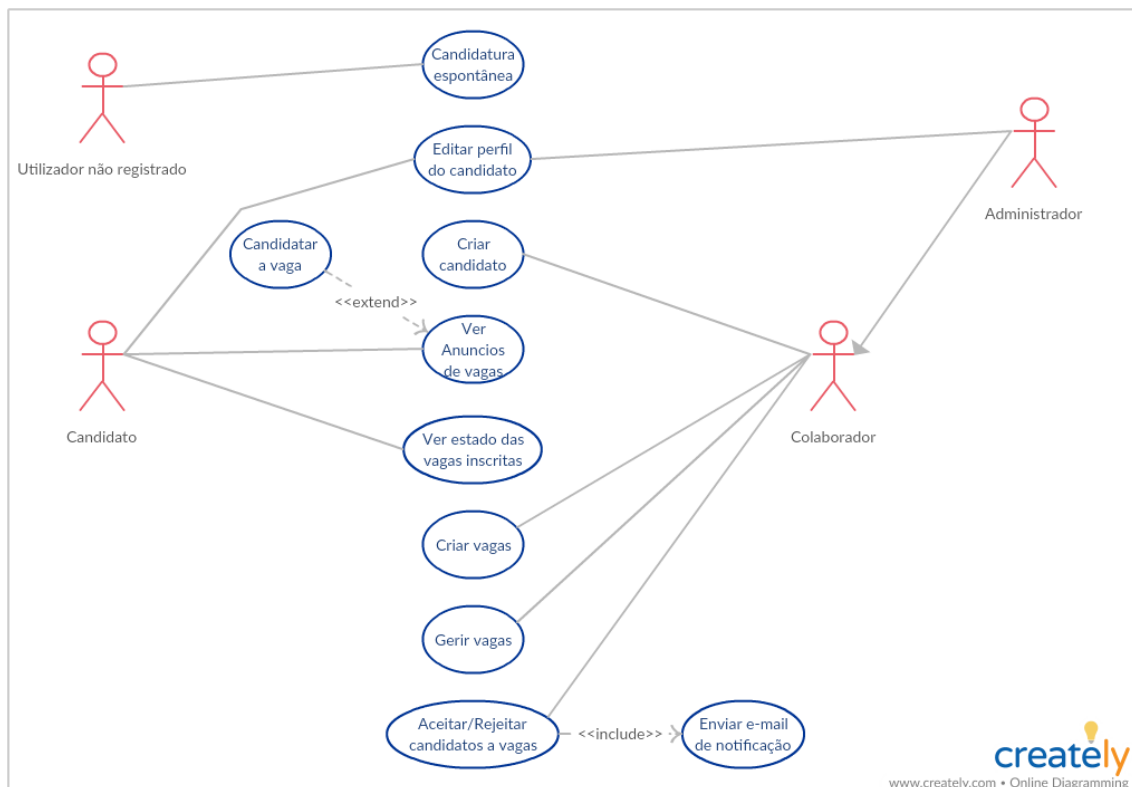 Candidatura
espontânea
Utilizador não registrado
Editar perfil
do candidato
Administrador
Candidatar
a vaga
Criar
candidato
<<extend>>
Ver
Anuncios
de vagas
Candidato
Colaborador
Ver estado das
vagas inscritas
Criar vagas
Gerir vagas
Aceitar/Rejeitar
candidatos a vagas
<<include>>
Enviar e-mail
de notificação
creately
www.creately.com • Online Diagramming